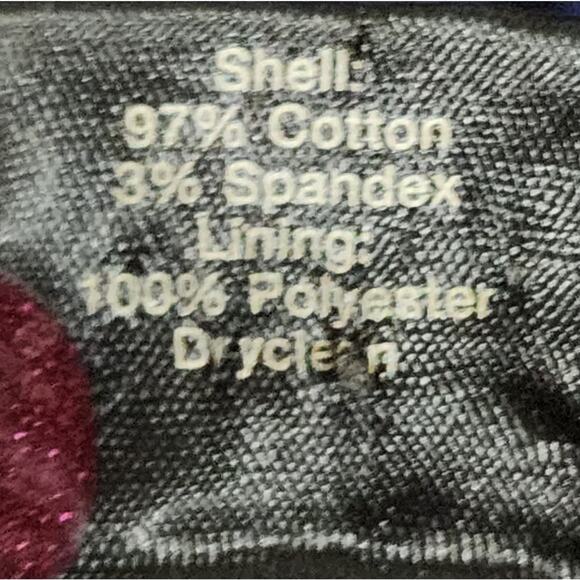 Shell:
97% Cotton
3% Spandex
Lining:
100% Polyester
Dryclean